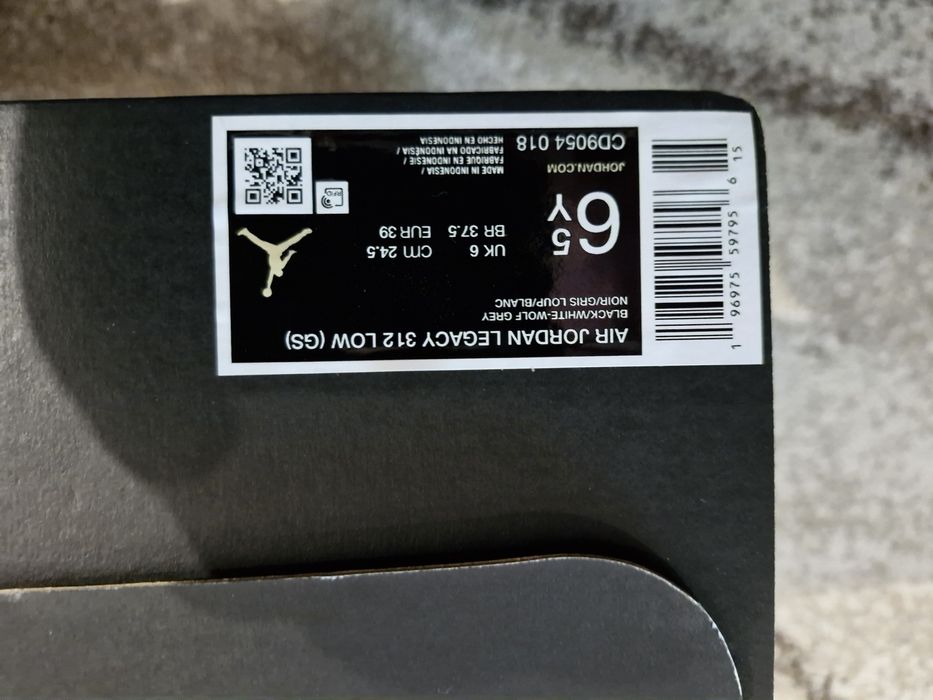 AIR JORDAN LEGACY 312 LOW (GS)
BLACK/WHITE-WOLF GREY
NOIR/GRIS LOUP/BLANC
6.5Y
UK 6 Cm 24.5
BR 37.5 EUR 39
JORDAN.COM
CD9054 018
MADE IN INDONESIA /
FABRIQUE EN INDONESIE /
FABRICADO NA INDONÉSIA /
HECHO EN INDONESIA
RFID
1 96975 59795 6 15